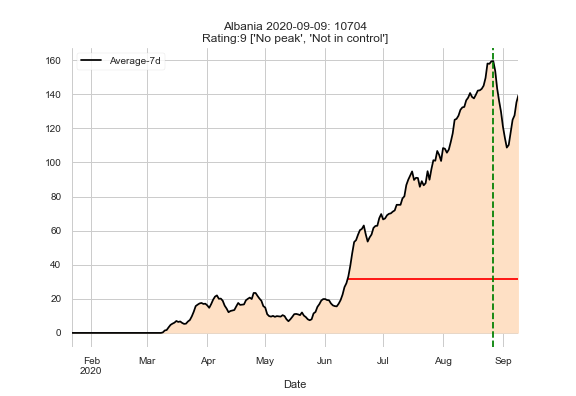 Albania 2020-09-09: 10704
Rating:9 ['No peak', 'Not in control']
Average-7d
160
140
120
100
80
60
40
20
0
Feb Mar Apr May Jun Jul Aug Sep
2020
Date